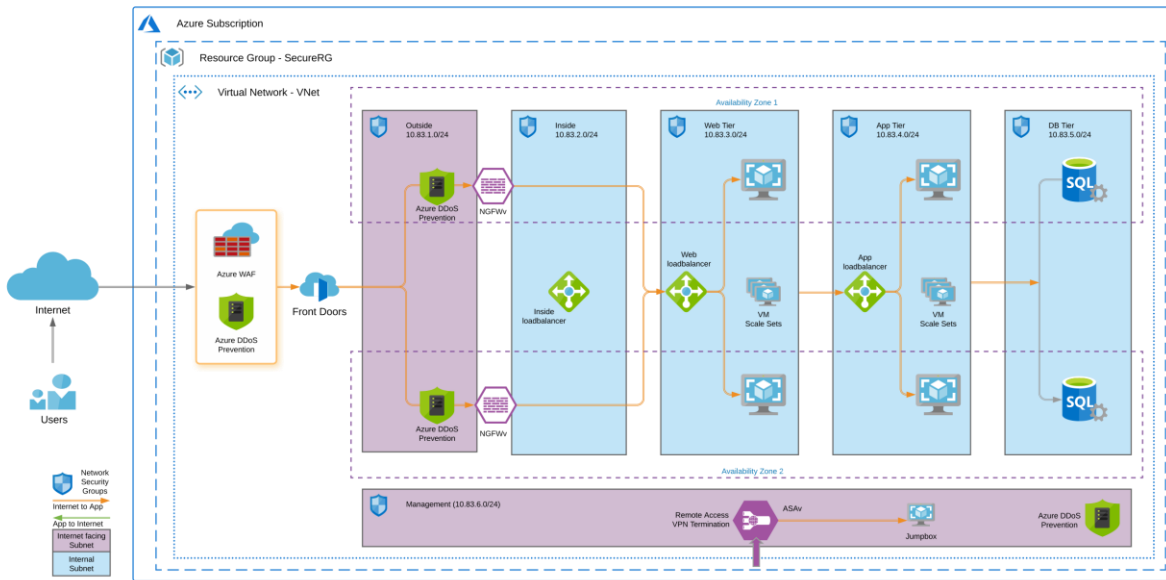 Azure Subscription
Resource Group - SecureRG
Virtual Network - VNet
Availability Zone 1
Outside
10.83.1.0/24
Inside
10.83.2.0/24
Web Tier
10.83.3.0/24
App Tier
10.83.4.0/24
DB Tier
10.83.5.0/24
Azure DDoS
Prevention
NGFWv
SQL
Azure WAF
Azure DDoS
Prevention
Internet
Front Doors
Inside
loadbalancer
Web
loadbalancer
VM
Scale Sets
App
loadbalancer
VM
Scale Sets
Users
Azure DDoS
Prevention
NGFWv
SQL
Availability Zone 2
Network
Security
Groups
Internet to App
App to Internet
Internet facing
Subnet
Internal
Subnet
Management (10.83.6.0/24)
Remote Access
VPN Termination
ASAv
Jumpbox
Azure DDoS
Prevention